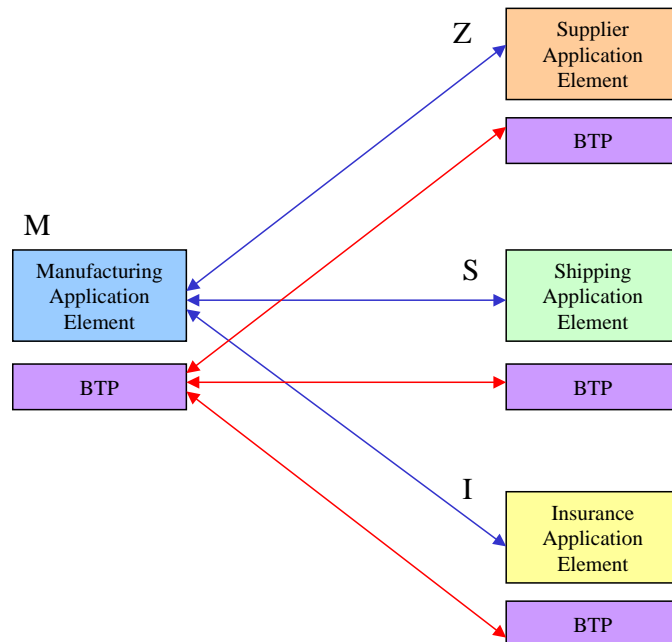 Z
Supplier
Application
Element
BTP
M
Manufacturing
Application
Element
BTP
S
Shipping
Application
Element
BTP
I
Insurance
Application
Element
BTP